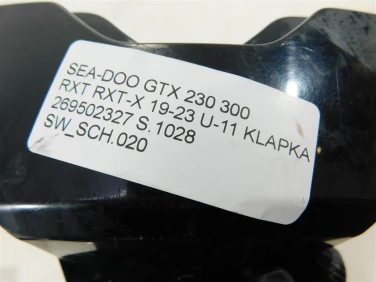 SEA-DOO GTX 230 300
RXT RXT-X 19-23 U-11 KLAPKA
269502327 S.1028
SW_SCH.020